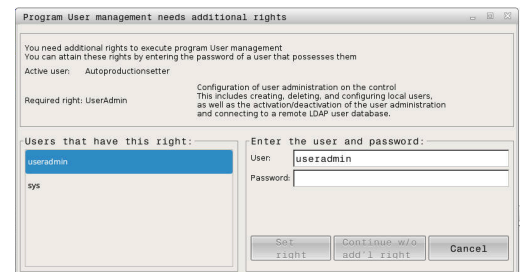 Program User management needs additional rights
You need additional rights to execute program User management
You can attain these rights by entering the password of a user that possesses them
Active user: Autoproductionsetter
Required right: UserAdmin
Configuration of user administration on the control
This includes creating, deleting, and configuring local users,
as well as the activation/deactivation of the user administration
and connecting to a remote LDAP user database.
Users that have this right:
useradmin
sys
Enter the user and password:
User: useradmin
Password:
Set right
Continue w/o add'l right
Cancel